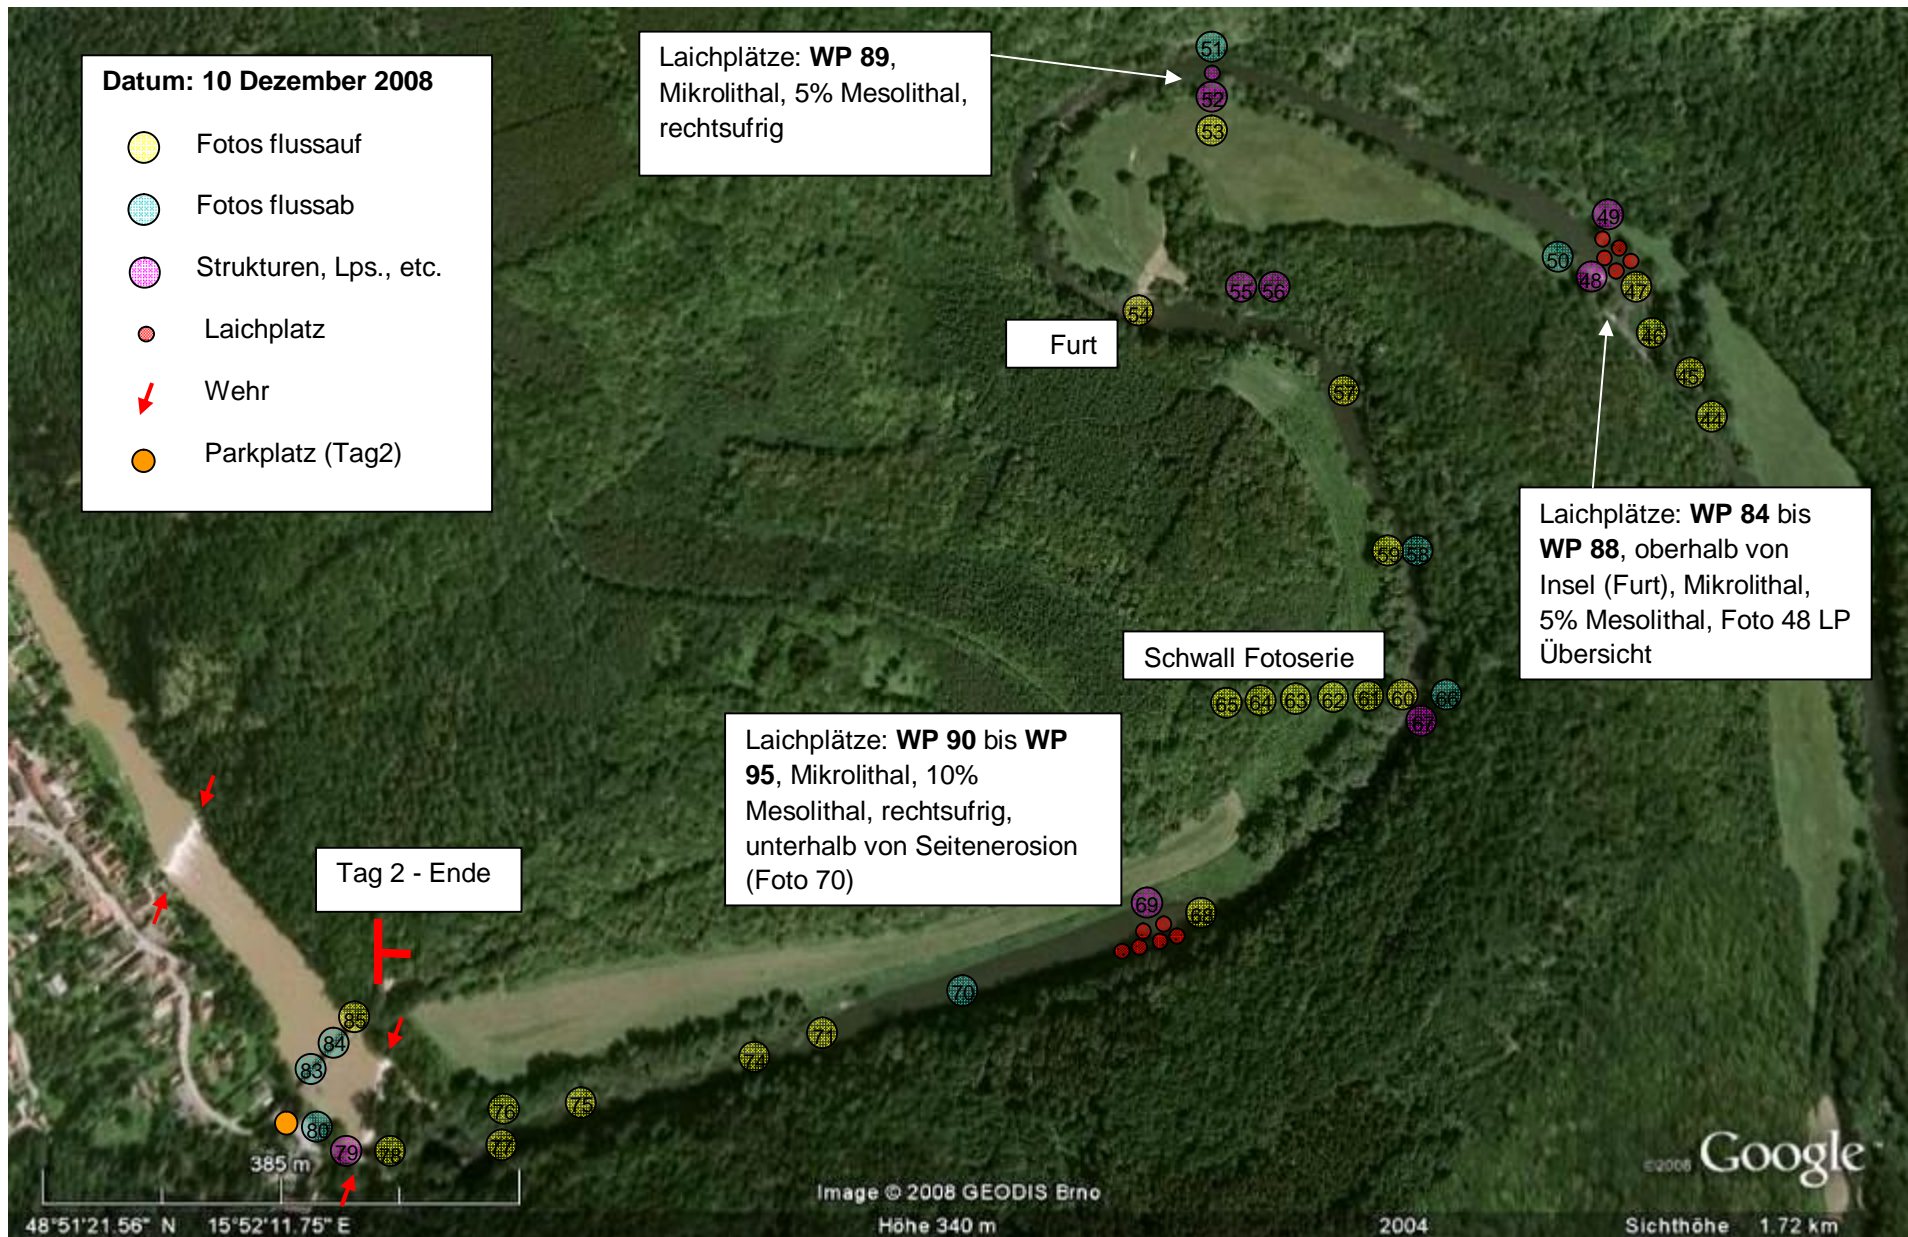 Datum: 10 Dezember 2008
Fotos flussauf
Fotos flussab
Strukturen, Lps., etc.
Laichplatz
Wehr
Parkplatz (Tag2)
Laichplätze: WP 89,
Mikrolithal, 5% Mesolithal,
rechtsufrig
51
52
53
49
50
48
47
46
45
44
55
56
54
Furt
57
Laichplätze: WP 84 bis
WP 88, oberhalb von
Insel (Furt), Mikrolithal,
5% Mesolithal, Foto 48 LP
Übersicht
59
58
Schwall Fotoserie
65
64
63
62
61
60
66
67
Laichplätze: WP 90 bis WP
95, Mikrolithal, 10%
Mesolithal, rechtsufrig,
unterhalb von Seitenerosion
(Foto 70)
Tag 2 - Ende
69
70
71
75
76
77
85
84
83
80
79
385 m
©2008 Google
Image © 2008 GEODIS Brno
48°51'21.56" N 15°52'11.75" E
Höhe 340 m
2004
Sichthöhe 1.72 km